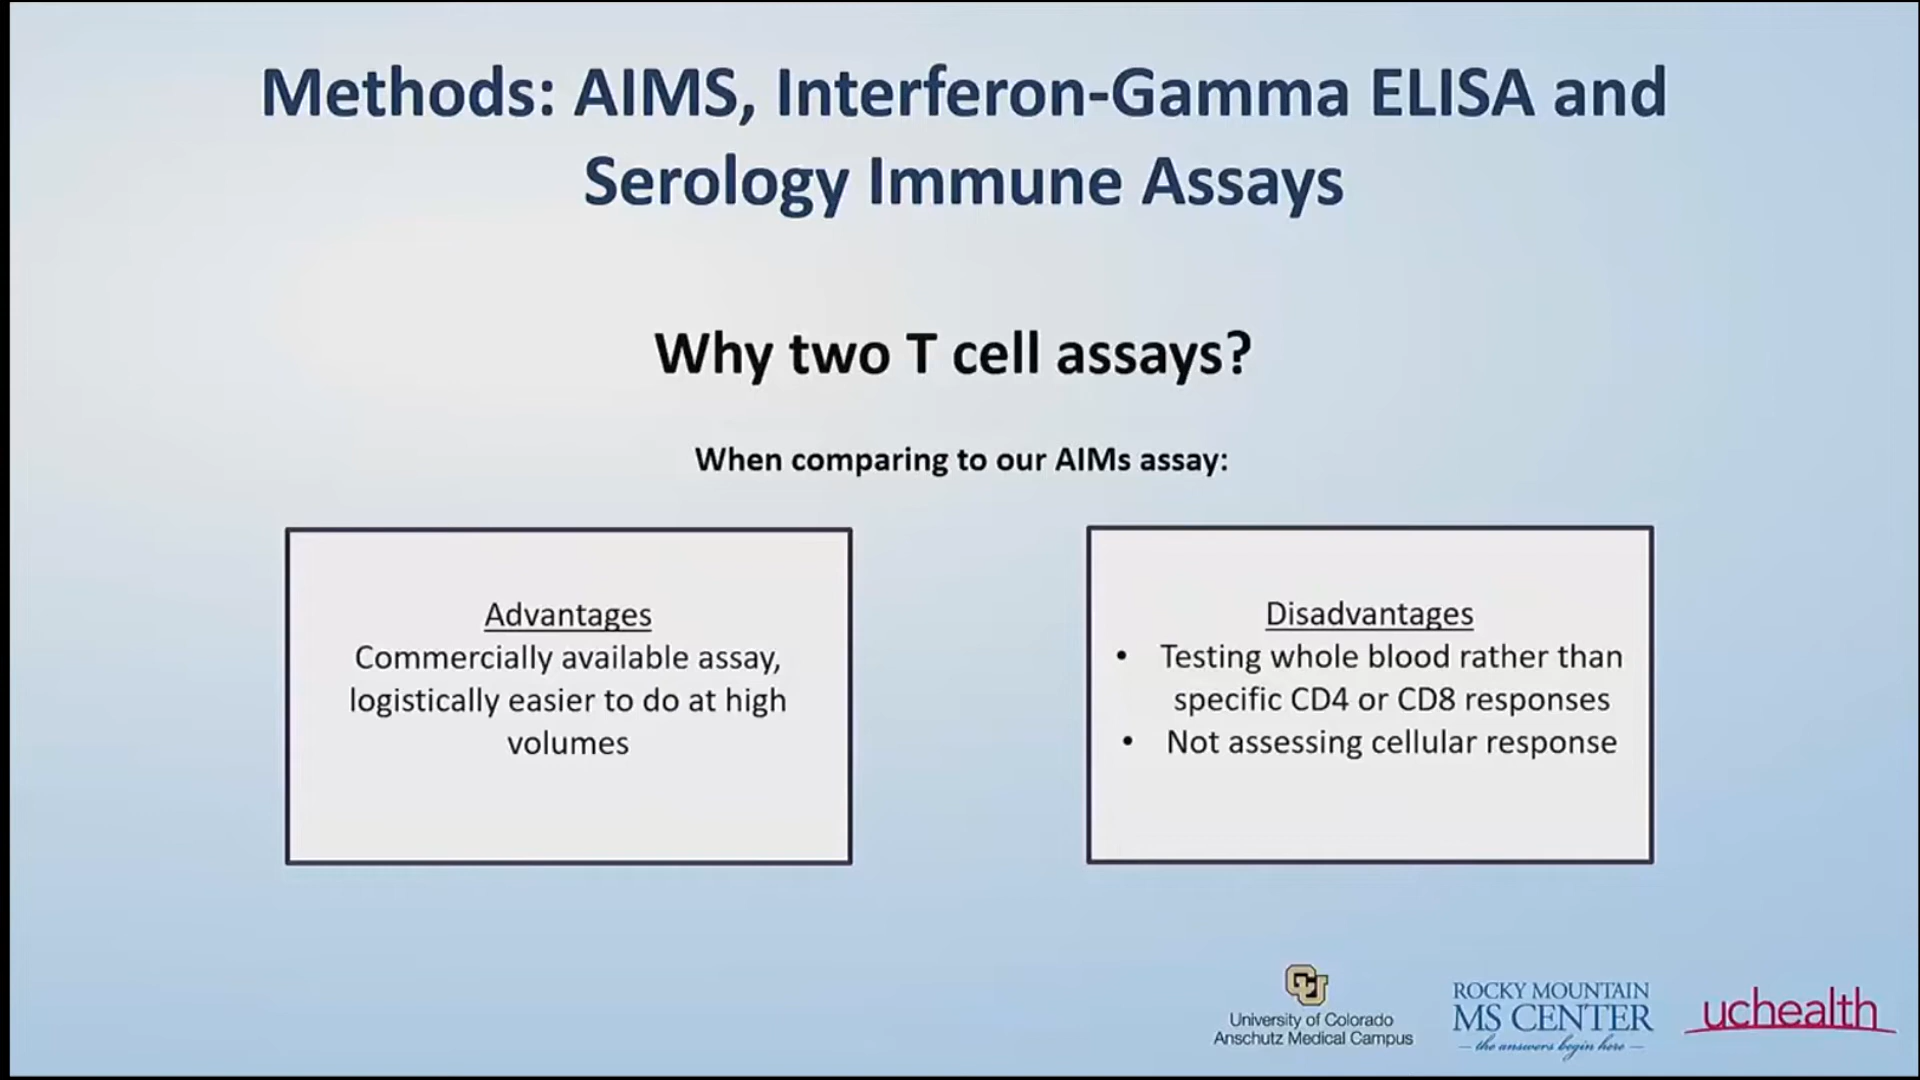 Methods: AIMS, Interferon-Gamma ELISA and
Serology Immune Assays
Why two T cell assays?
When comparing to our AIMs assay:
Advantages
Commercially available assay,
logistically easier to do at high
volumes
Disadvantages
• Testing whole blood rather than
specific CD4 or CD8 responses
• Not assessing cellular response
University of Colorado
Anschutz Medical Campus
ROCKY MOUNTAIN
MS CENTER
— the answers begin here —
uchealth